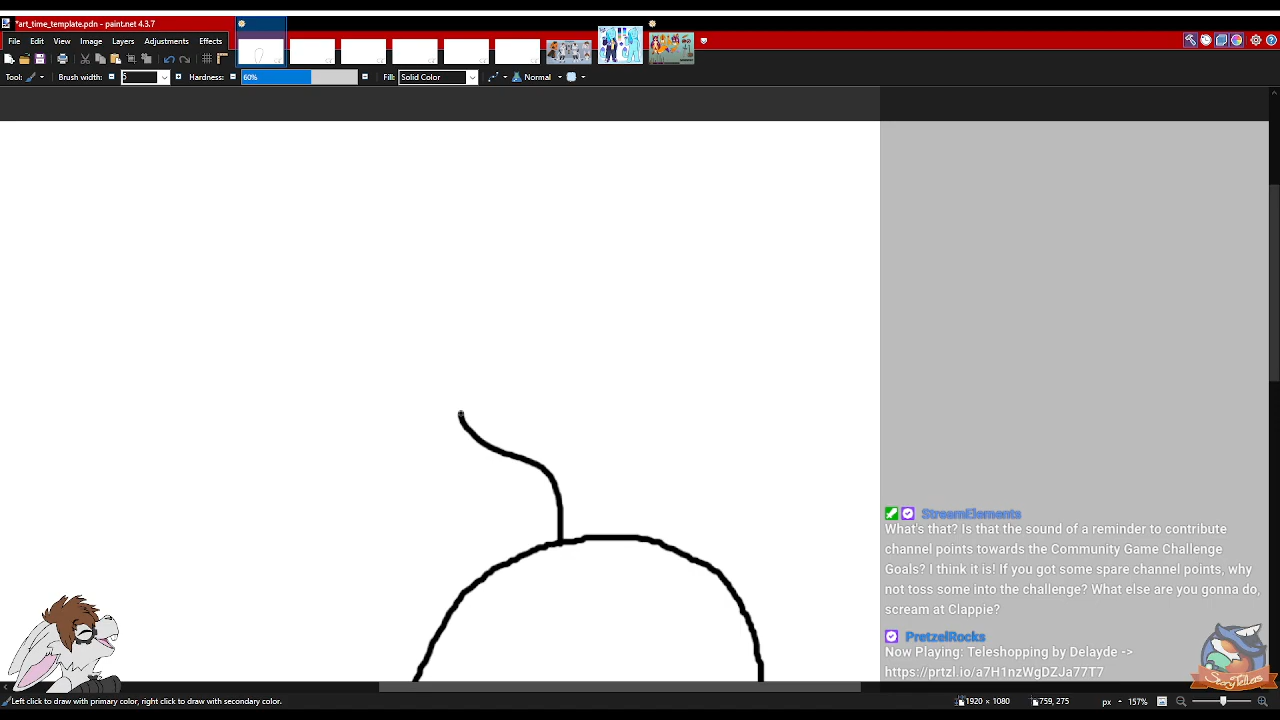 *art_time_template.pdn - paint.net 4.3.7
File Edit View Image Layers Adjustments Effects
Tool: Brush width: 5 Hardness: 60% Fill: Solid Color Normal
StreamElements
What's that? Is that the sound of a reminder to contribute
channel points towards the Community Game Challenge
Goals? I think it is! If you got some spare channel points, why
not toss some into the challenge? What else are you gonna do,
scream at Clappie?
PretzelRocks
Now Playing: Teleshopping by Delayde ->
https://prtzl.io/a7H1nzWgDZJa77T7
StoryTellers
Left click to draw with primary color, right click to draw with secondary color. 1920 × 1080 759, 275 px 157%